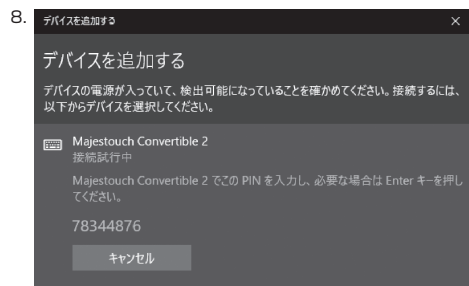 8.
デバイスを追加する
デバイスを追加する
デバイスの電源が入っていて、検出可能になっていることを確かめてください。接続するには、
以下からデバイスを選択してください。
Majestouch Convertible 2
接続試行中
Majestouch Convertible 2 でこの PIN を入力し、必要な場合は Enter キーを押し
てください。
78344876
キャンセル